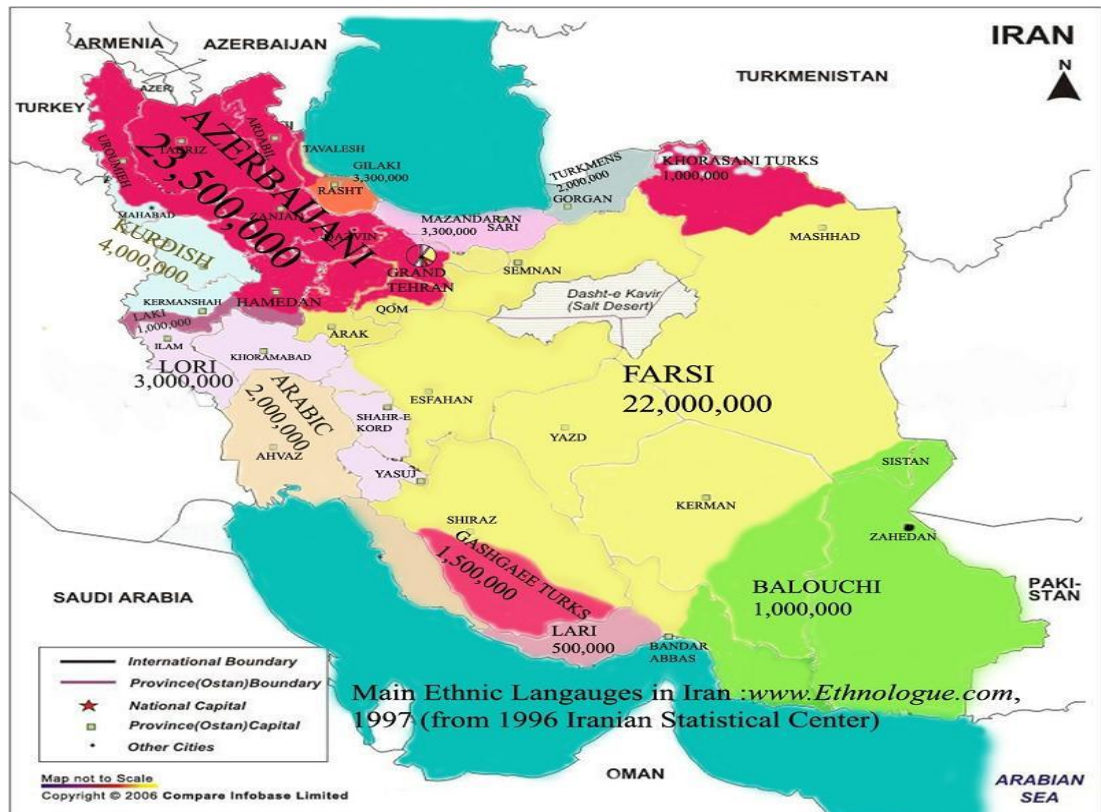 IRAN
N
ARMENIA
AZERBAIJAN
TURKMENISTAN
TURKEY
AZER.
AZERBAIJANI
23,500,000
ARDABIL
TABRIZ
UROUMIEH
TAVALESH
GILAKI
3,300,000
RASHT
TURKMENS
2,000,000
GORGAN
KHORASANI TURKS
1,000,000
MAHABAD
ZANJAN
MAZANDARAN
SARI
3,300,000
MASHHAD
KURDISH
4,000,000
SEMNAN
GRAND
TEHRAN
Dasht-e Kavir
(Salt Desert)
KERMANSHAH
HAMEDAN
QOM
LAKI
1,000,000
ARAK
ILAM
KHORAMABAD
LORI
3,000,000
FARSI
22,000,000
ARABIC
2,000,000
ESFAHAN
SHAHR-E
KORD
YAZD
AHVAZ
YASUJ
SISTAN
KERMAN
SHIRAZ
ZAHEDAN
GASHGAEE TURKS
1,500,000
BALOUCHI
1,000,000
SAUDI ARABIA
PAKI-
STAN
LARI
500,000
BANDAR
ABBAS
International Boundary
Province(Ostan)Boundary
National Capital
Province(Ostan)Capital
Other Cities
Main Ethnic Langauges in Iran :www.Ethnologue.com,
1997 (from 1996 Iranian Statistical Center)
OMAN
ARABIAN
SEA
Map not to Scale
Copyright © 2006 Compare Infobase Limited